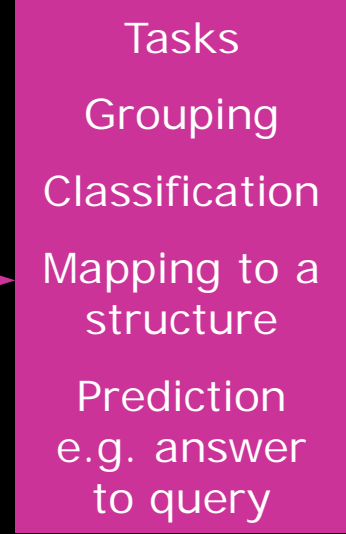 Tasks
Grouping
Classification
Mapping to a
structure
Prediction
e.g. answer
to query